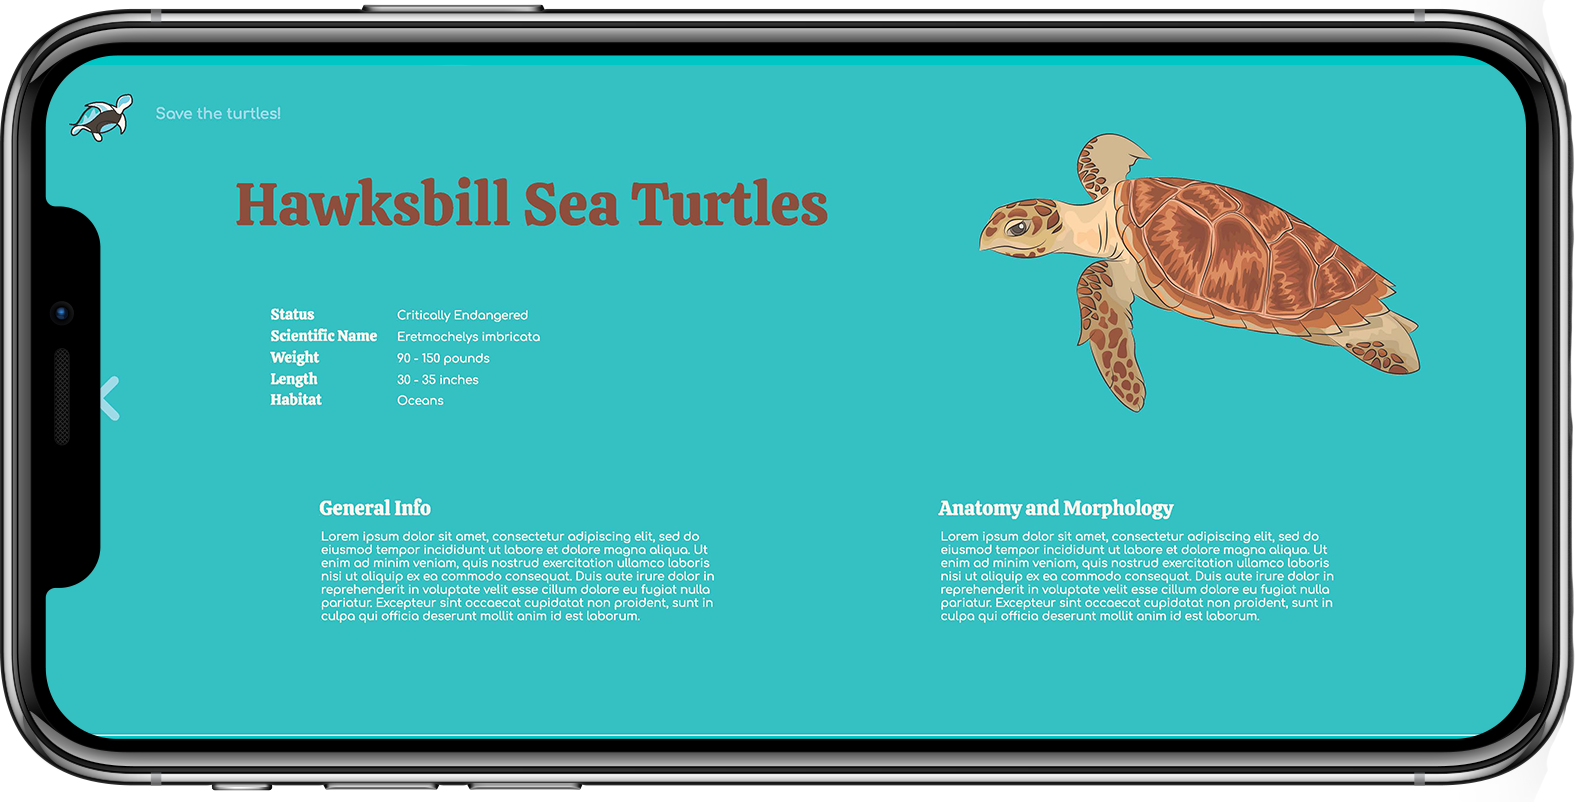 Save the turtles!
Hawksbill Sea Turtles
Status Critically Endangered
Scientific Name Eretmochelys imbricata
Weight 90 - 150 pounds
Length 30 - 35 inches
Habitat Oceans
General Info
Lorem ipsum dolor sit amet, consectetur adipiscing elit, sed do
eiusmod tempor incididunt ut labore et dolore magna aliqua. Ut
enim ad minim veniam, quis nostrud exercitation ullamco laboris
nisi ut aliquip ex ea commodo consequat. Duis aute irure dolor in
reprehenderit in voluptate velit esse cillum dolore eu fugiat nulla
pariatur. Excepteur sint occaecat cupidatat non proident, sunt in
culpa qui officia deserunt mollit anim id est laborum.
Anatomy and Morphology
Lorem ipsum dolor sit amet, consectetur adipiscing elit, sed do
eiusmod tempor incididunt ut labore et dolore magna aliqua. Ut
enim ad minim veniam, quis nostrud exercitation ullamco laboris
nisi ut aliquip ex ea commodo consequat. Duis aute irure dolor in
reprehenderit in voluptate velit esse cillum dolore eu fugiat nulla
pariatur. Excepteur sint occaecat cupidatat non proident, sunt in
culpa qui officia deserunt mollit anim id est laborum.